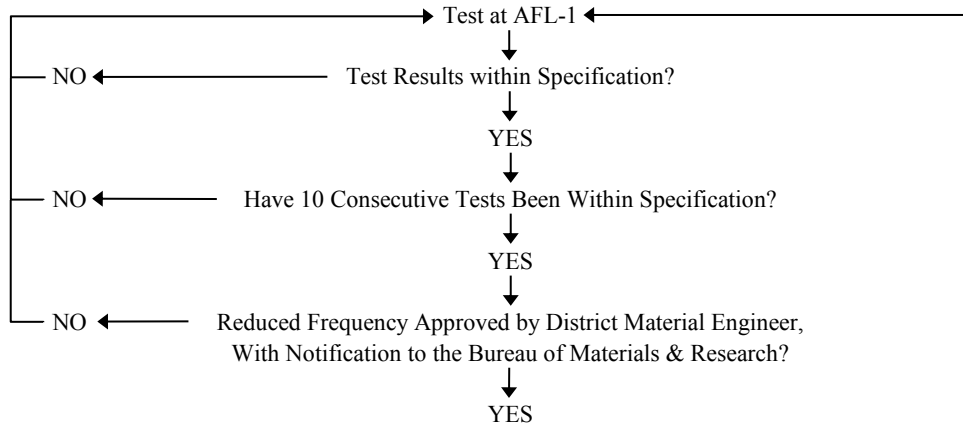 Test at AFL-1
NO
Test Results within Specification?
YES
NO
Have 10 Consecutive Tests Been Within Specification?
YES
NO
Reduced Frequency Approved by District Material Engineer,
With Notification to the Bureau of Materials & Research?
YES